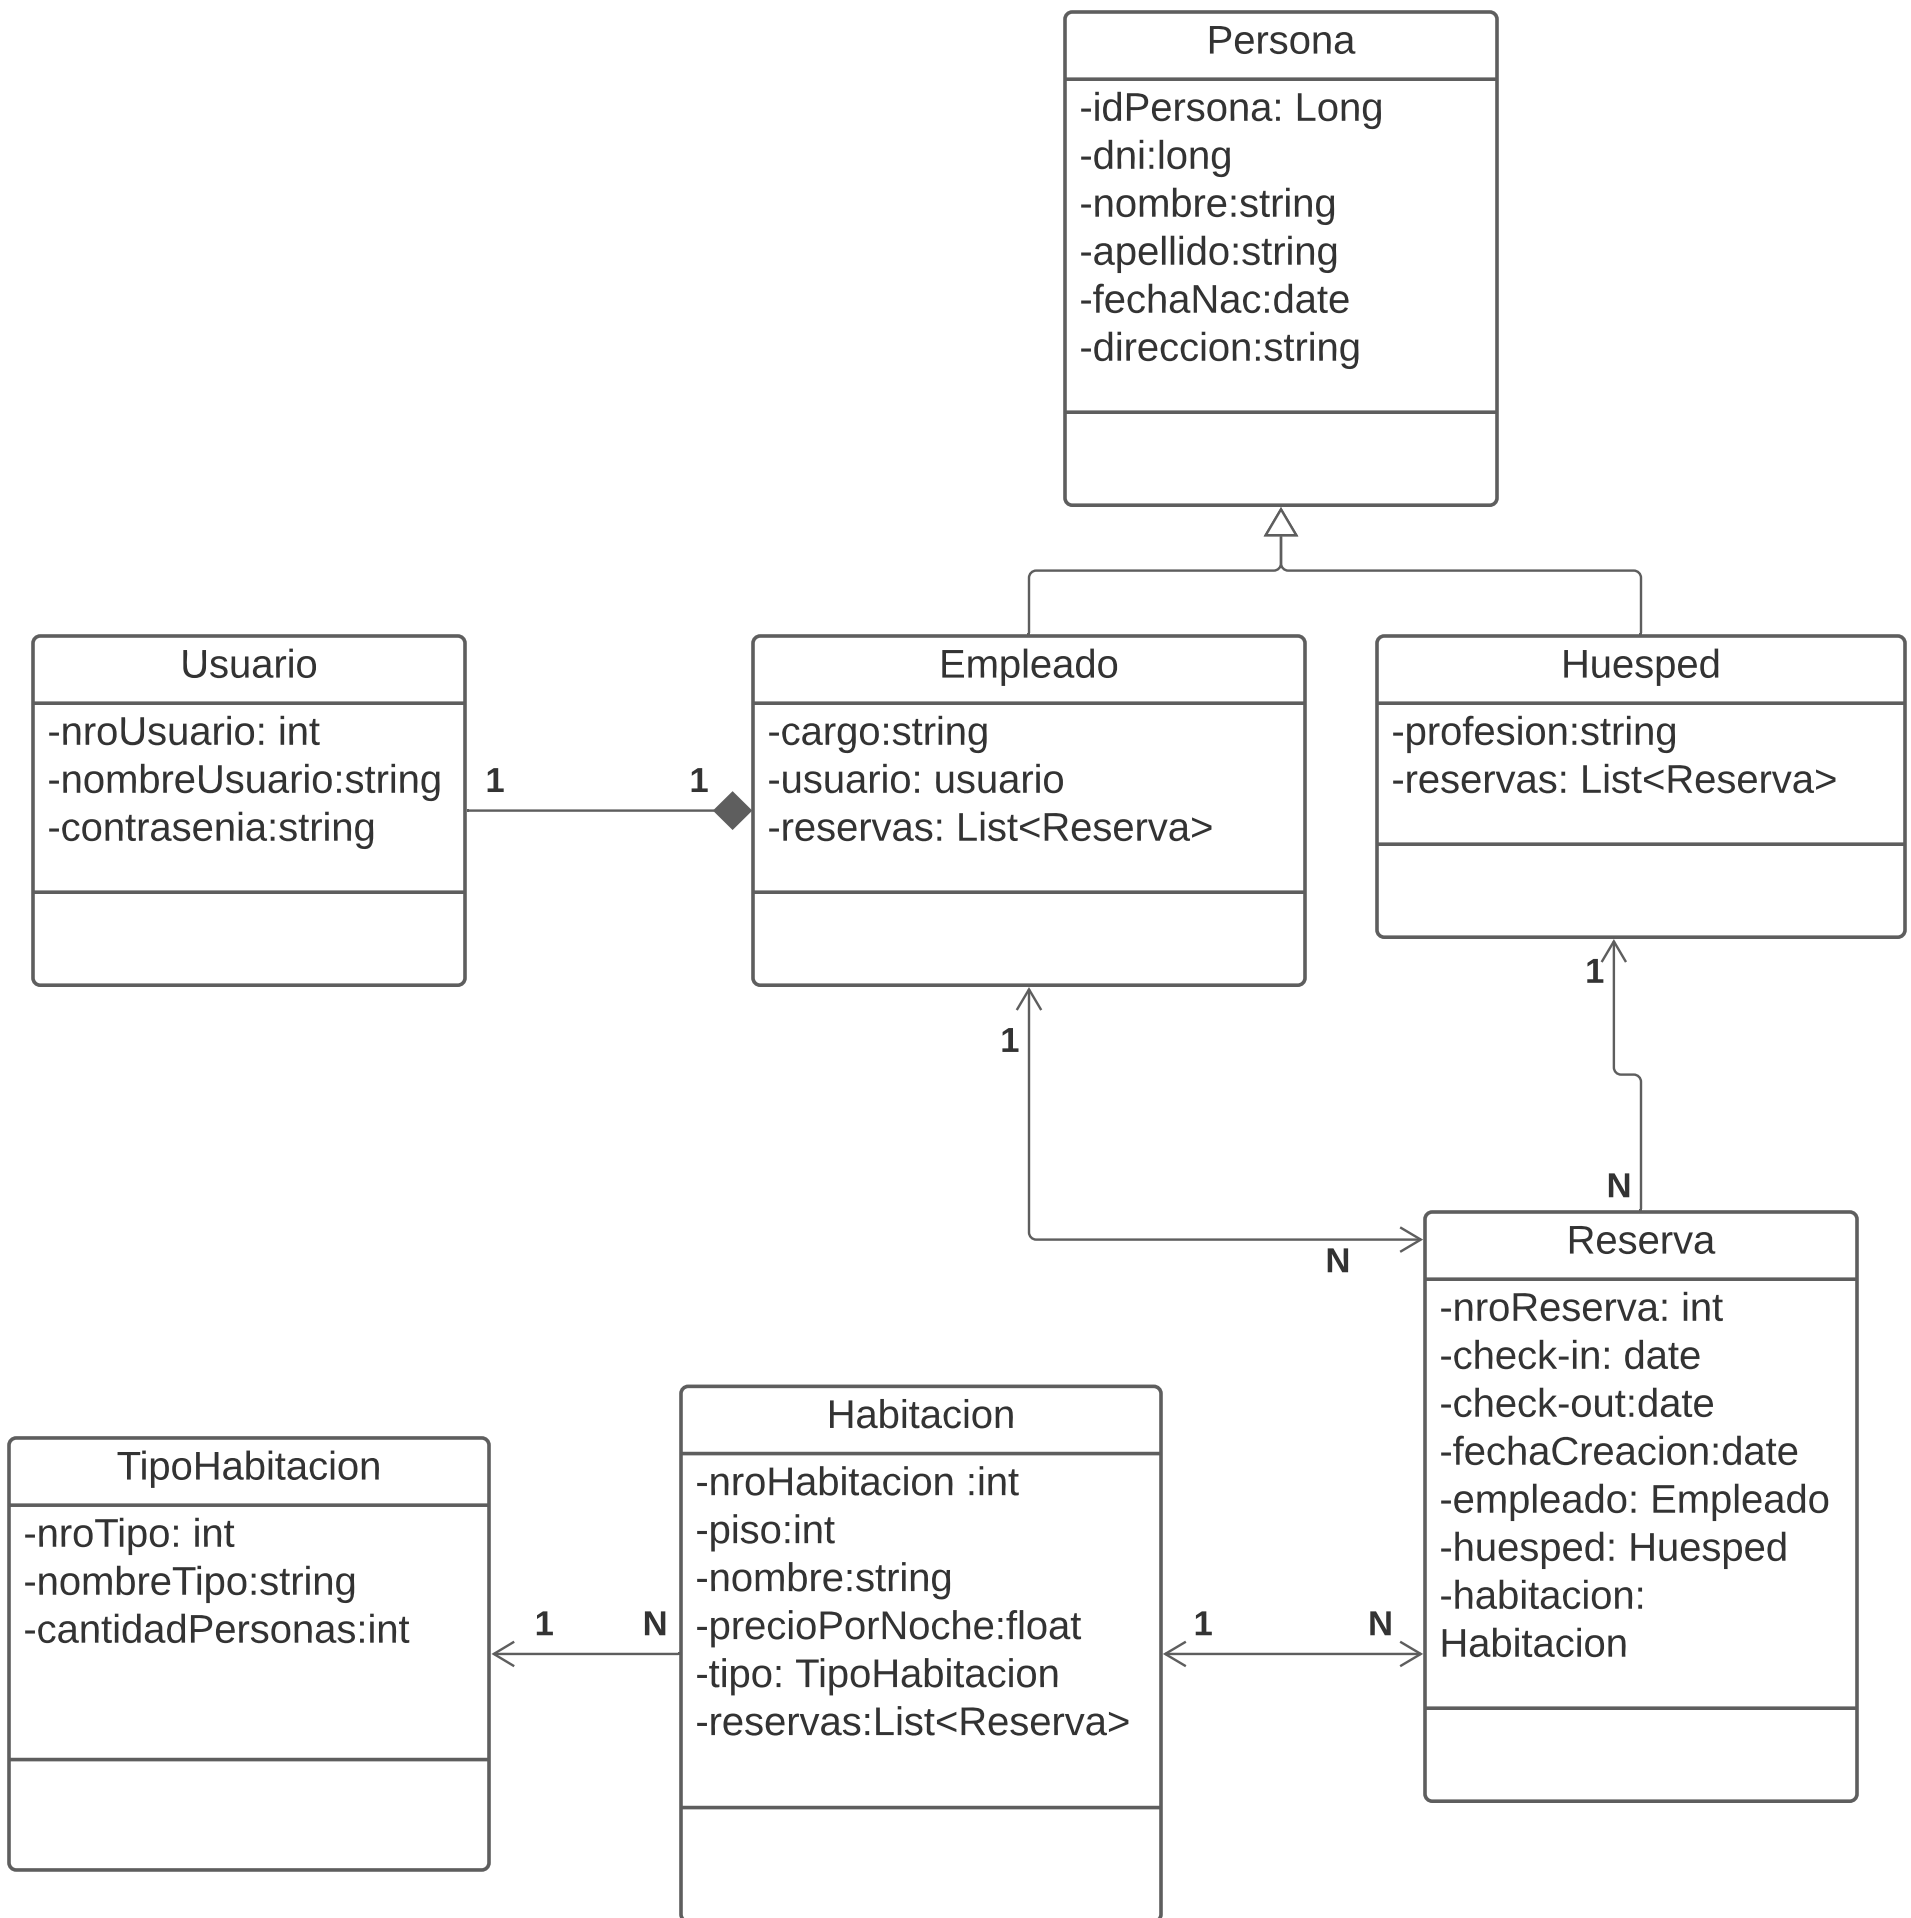 Persona
-idPersona: Long
-dni:long
-nombre:string
-apellido:string
-fechaNac:date
-direccion:string
Usuario
-nroUsuario: int
-nombreUsuario:string
-contrasenia:string
1
1
Empleado
-cargo:string
-usuario: usuario
-reservas: List<Reserva>
Huesped
-profesion:string
-reservas: List<Reserva>
1
1
N
N
Reserva
-nroReserva: int
-check-in: date
-check-out:date
-fechaCreacion:date
-empleado: Empleado
-huesped: Huesped
-habitacion:
Habitacion
TipoHabitacion
-nroTipo: int
-nombreTipo:string
-cantidadPersonas:int
1
N
Habitacion
-nroHabitacion :int
-piso:int
-nombre:string
-precioPorNoche:float
-tipo: TipoHabitacion
-reservas:List<Reserva>
1
N